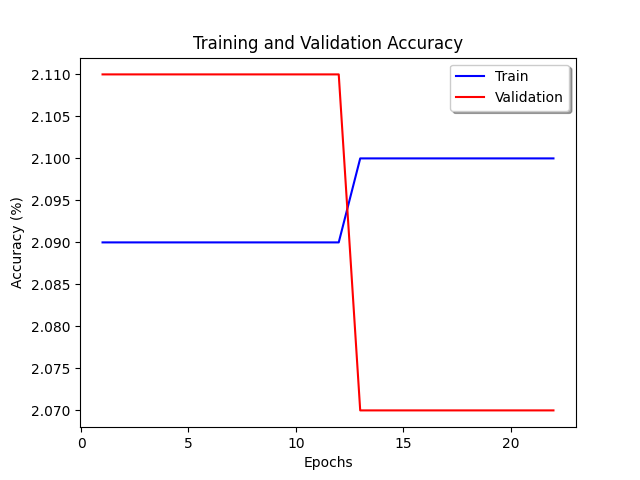 Training and Validation Accuracy
Train
Validation
2.110
2.105
2.100
2.095
2.090
2.085
2.080
2.075
2.070
Accuracy (%)
0 5 10 15 20
Epochs